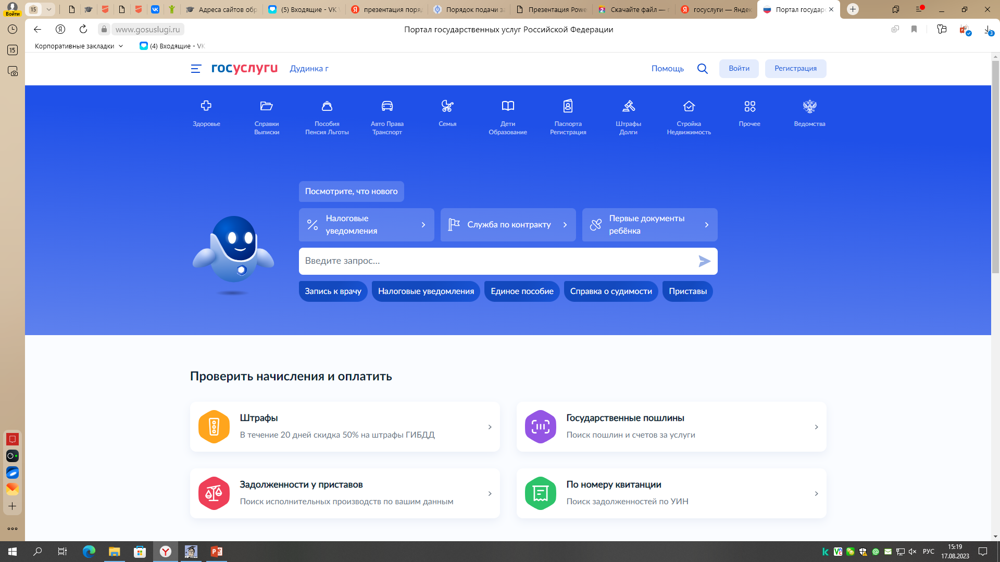 Войти
15
Адреса сайтов обр
(5) Входящие - VK
презентация поряд
Порядок подачи за
Презентация Powe
Скачайте файл —
госуслуги — Яндек
Портал государс
15
www.gosuslugi.ru
Портал государственных услуг Российской Федерации
3
Корпоративные закладки
(4) Входящие - VK
госуслуги
Дудинка г
Помощь
Войти
Регистрация
Здоровье
Справки
Выписки
Пособия
Пенсия Льготы
Авто Права
Транспорт
Семья
Дети
Образование
Паспорта
Регистрация
Штрафы
Долги
Стройка
Недвижимость
Прочее
Ведомства
Посмотрите, что нового
Налоговые
уведомления
Служба по контракту
Первые документы
ребёнка
Введите запрос...
Запись к врачу
Налоговые уведомления
Единое пособие
Справка о судимости
Приставы
Проверить начисления и оплатить
Штрафы
В течение 20 дней скидка 50% на штрафы ГИБДД
Государственные пошлины
Поиск пошлин и счетов за услуги
Задолженности у приставов
Поиск исполнительных производств по вашим данным
По номеру квитанции
Поиск задолженностей по УИН
РУС
15:19
17.08.2023